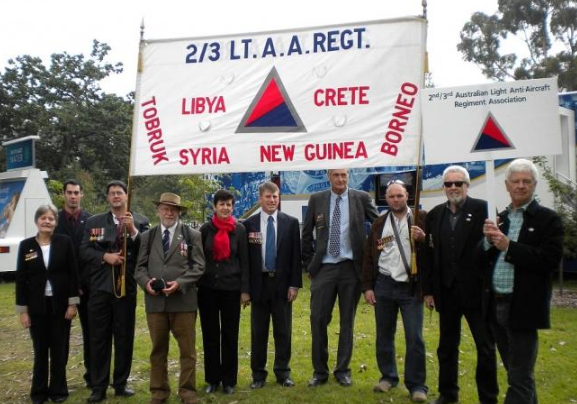 2/3 LT. A.A. REGT.
LIBYA CRETE
TOBRUK
SYRIA NEW GUINEA
BORNEO
2nd/3rd Australian Light Anti-Aircraft
Regiment Association